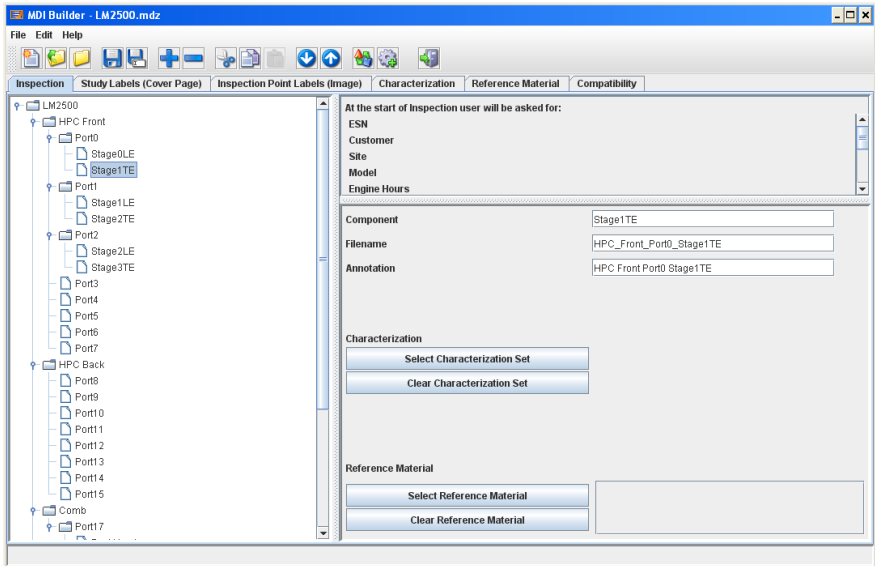 MDI Builder - LM2500.mdz
File Edit Help
Inspection Study Labels (Cover Page) Inspection Point Labels (Image) Characterization Reference Material Compatibility
LM2500
HPC Front
Port0
Stage0LE
Stage1TE
Port1
Stage1LE
Stage2TE
Port2
Stage2LE
Stage3TE
Port3
Port4
Port5
Port6
Port7
HPC Back
Port8
Port9
Port10
Port11
Port12
Port13
Port14
Port15
Comb
Port17
At the start of Inspection user will be asked for:
ESN
Customer
Site
Model
Engine Hours
Component Stage1TE
Filename HPC_Front_Port0_Stage1TE
Annotation HPC Front Port0 Stage1TE
Characterization
Select Characterization Set
Clear Characterization Set
Reference Material
Select Reference Material
Clear Reference Material